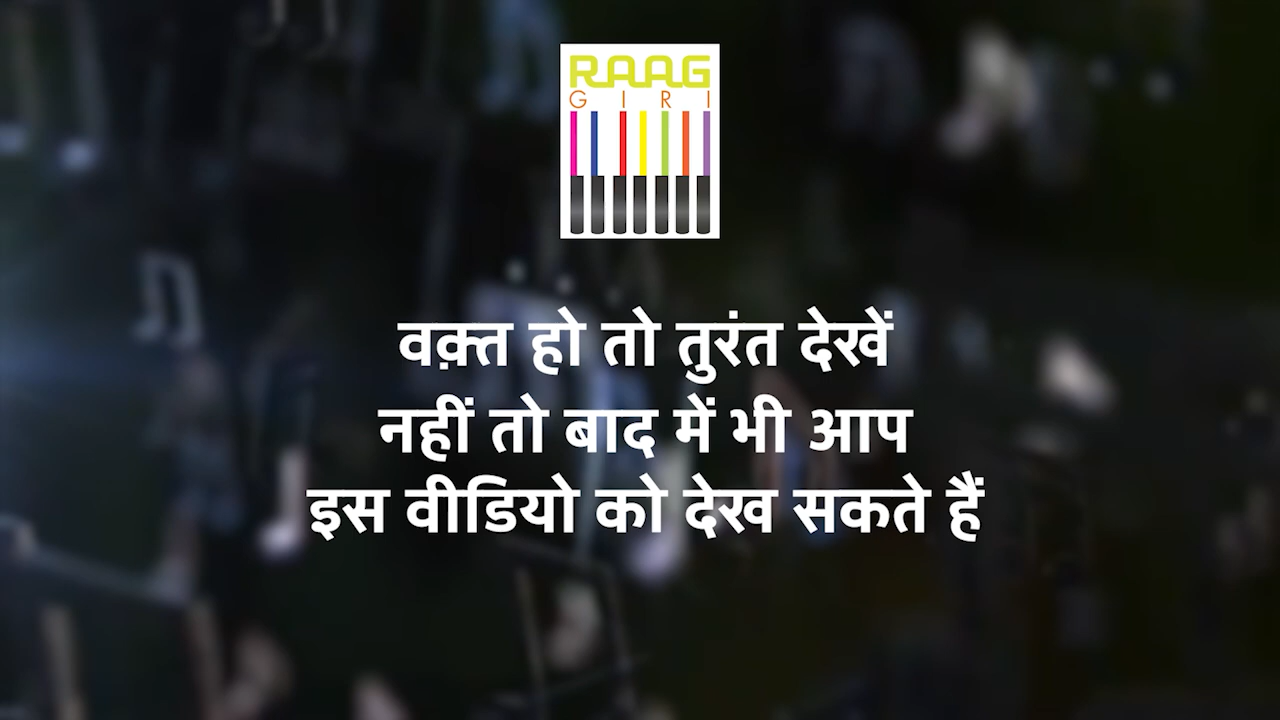 RAAG
GIRI
वक़्त हो तो तुरंत देखें
नहीं तो बाद में भी आप
इस वीडियो को देख सकते हैं